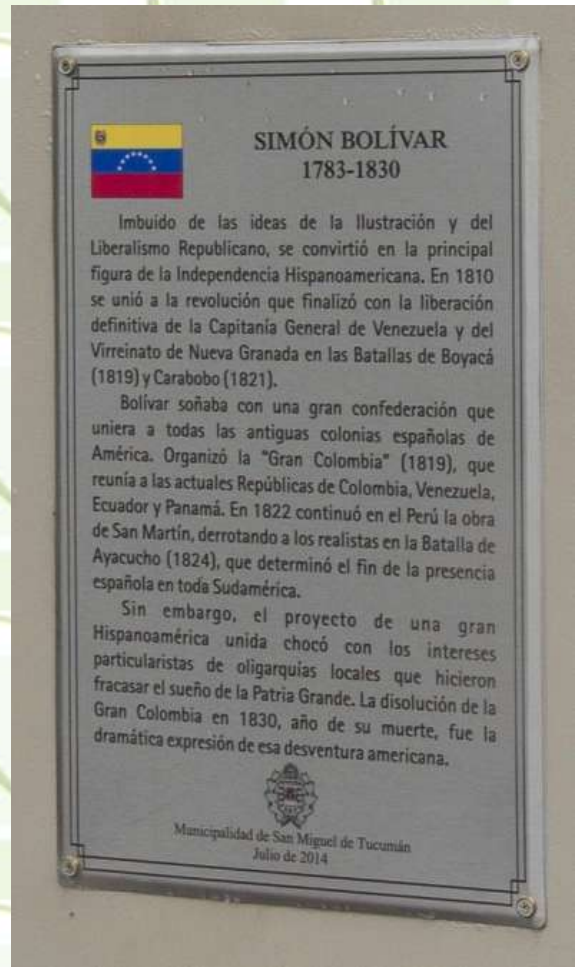 SIMÓN BOLÍVAR
1783-1830
Imbuido de las ideas de la Ilustración y del
Liberalismo Republicano, se convirtió en la principal
figura de la Independencia Hispanoamericana. En 1810
se unió a la revolución que finalizó con la liberación
definitiva de la Capitanía General de Venezuela y del
Virreinato de Nueva Granada en las Batallas de Boyacá
(1819) y Carabobo (1821).
Bolívar soñaba con una gran confederación que
uniera a todas las antiguas colonias españolas de
América. Organizó la "Gran Colombia" (1819), que
reunía a las actuales Repúblicas de Colombia, Venezuela,
Ecuador y Panamá. En 1822 continuó en el Perú la obra
de San Martín, derrotando a los realistas en la Batalla de
Ayacucho (1824), que determinó el fin de la presencia
española en toda Sudamérica.
Sin embargo, el proyecto de una gran
Hispanoamérica unida chocó con los intereses
particularistas de oligarquías locales que hicieron
fracasar el sueño de la Patria Grande. La disolución de la
Gran Colombia en 1830, año de su muerte, fue la
dramática expresión de esa desventura americana.
Municipalidad de San Miguel de Tucumán
Julio de 2014